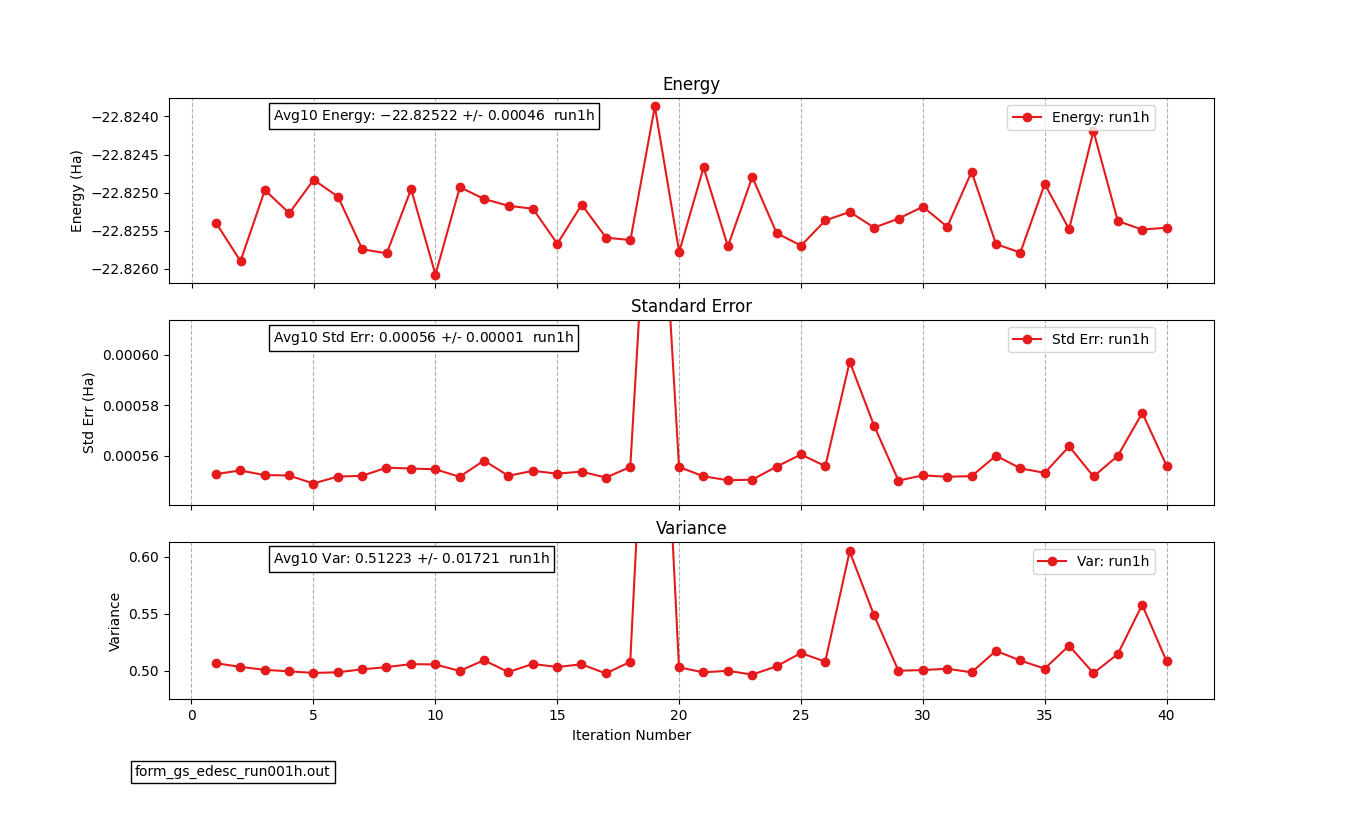 Energy
Avg10 Energy: −22.82522 +/- 0.00046 run1h
Energy: run1h
Energy (Ha)
−22.8240
−22.8245
−22.8250
−22.8255
−22.8260
Standard Error
Avg10 Std Err: 0.00056 +/- 0.00001 run1h
Std Err: run1h
Std Err (Ha)
0.00060
0.00058
0.00056
Variance
Avg10 Var: 0.51223 +/- 0.01721 run1h
Var: run1h
Variance
0.60
0.55
0.50
0 5 10 15 20 25 30 35 40
Iteration Number
form_gs_edesc_run001h.out